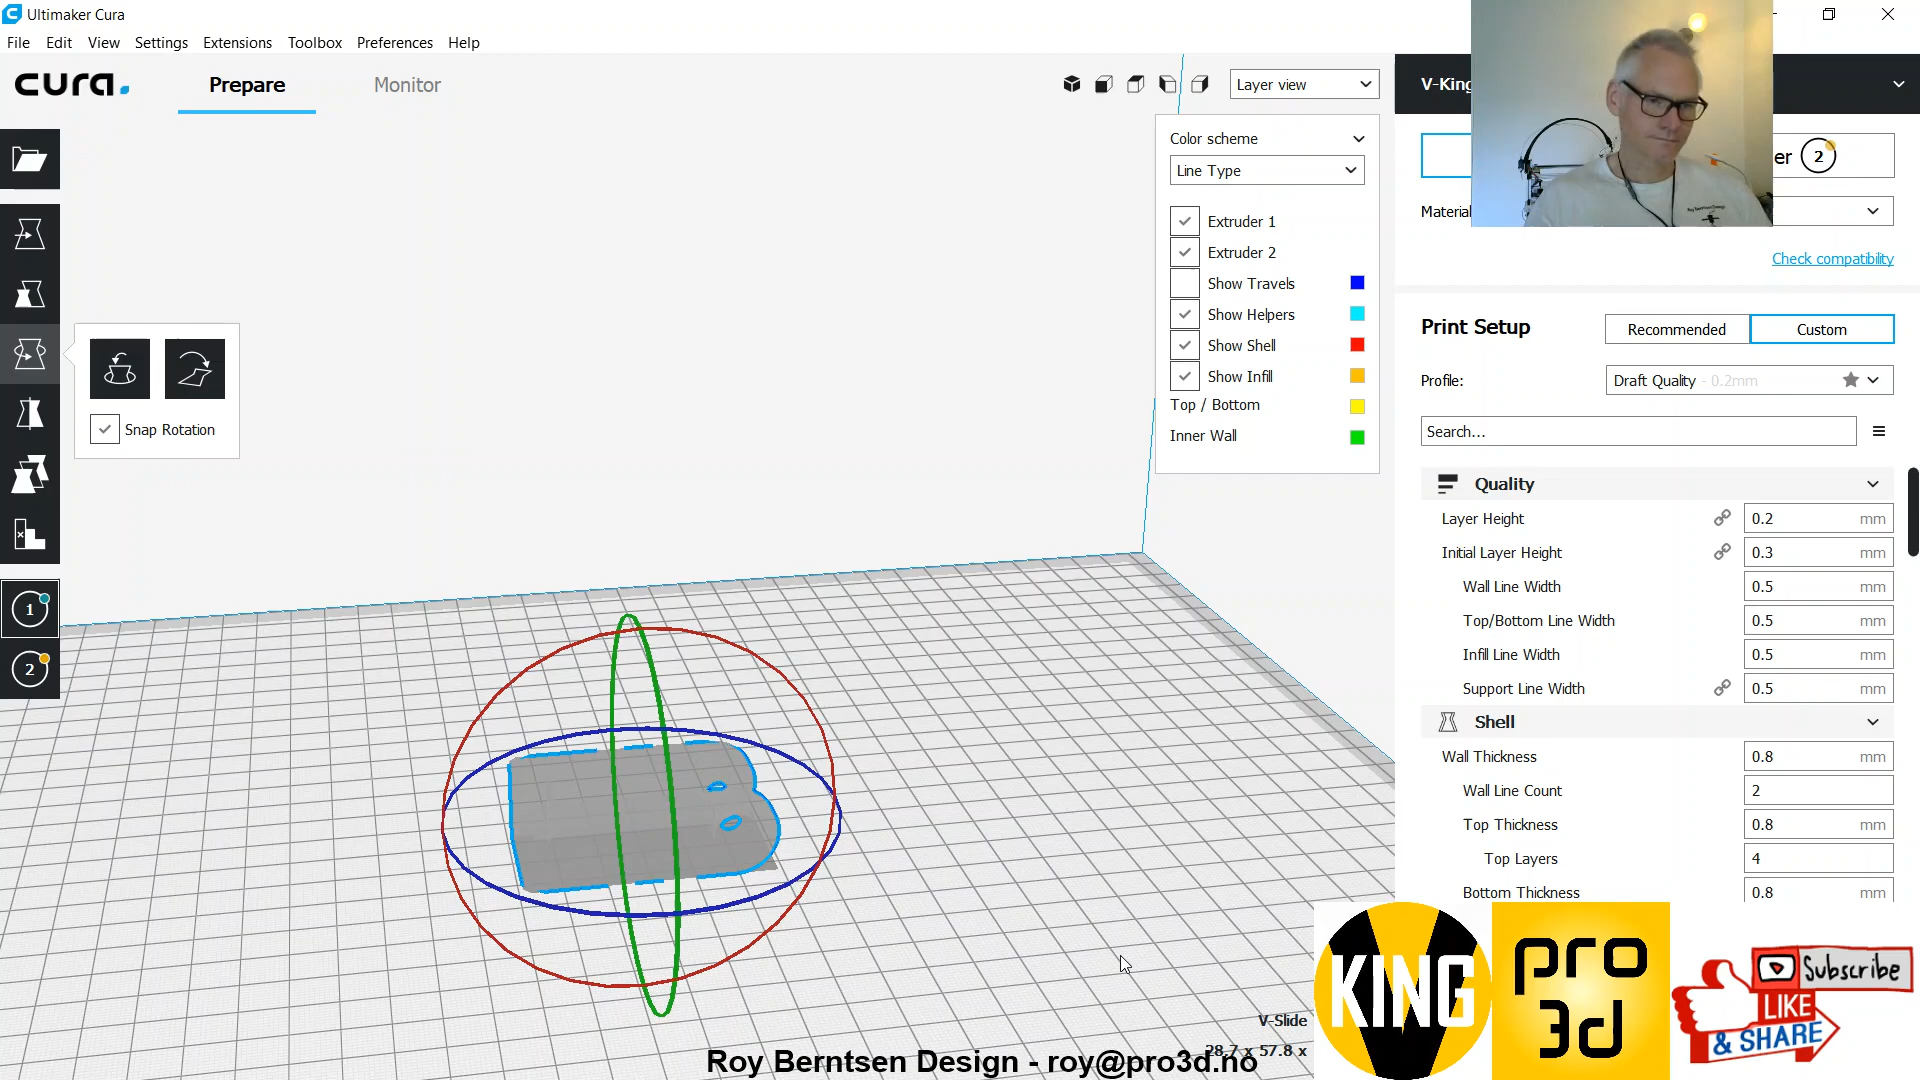 Ultimaker Cura
File Edit View Settings Extensions Toolbox Preferences Help
cura. Prepare Monitor
Layer view
V-King
Color scheme
Line Type
er 2
Material
Check compatibility
Extruder 1
Extruder 2
Show Travels
Show Helpers
Show Shell
Show Infill
Top / Bottom
Inner Wall
Snap Rotation
1
2
Print Setup Recommended Custom
Profile: Draft Quality - 0.2mm
Search...
Quality
Layer Height 0.2 mm
Initial Layer Height 0.3 mm
Wall Line Width 0.5 mm
Top/Bottom Line Width 0.5 mm
Infill Line Width 0.5 mm
Support Line Width 0.5 mm
Shell
Wall Thickness 0.8 mm
Wall Line Count 2
Top Thickness 0.8 mm
Top Layers 4
Bottom Thickness 0.8 mm
V-Slide
28.7 x 57.8 x
Roy Berntsen Design - roy@pro3d.no
KING
pro
3d
Subscribe
LIKE
& SHARE